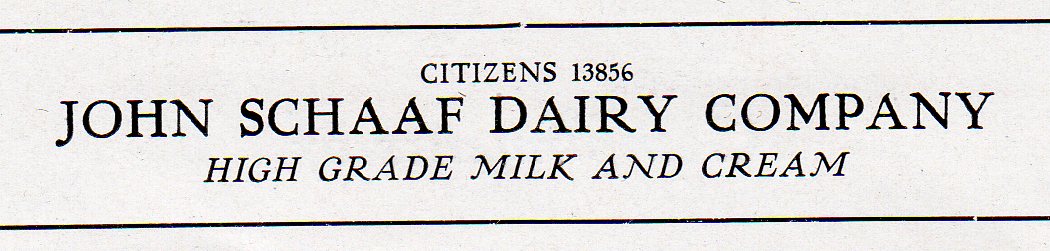 CITIZENS 13856
JOHN SCHAAF DAIRY COMPANY
HIGH GRADE MILK AND CREAM